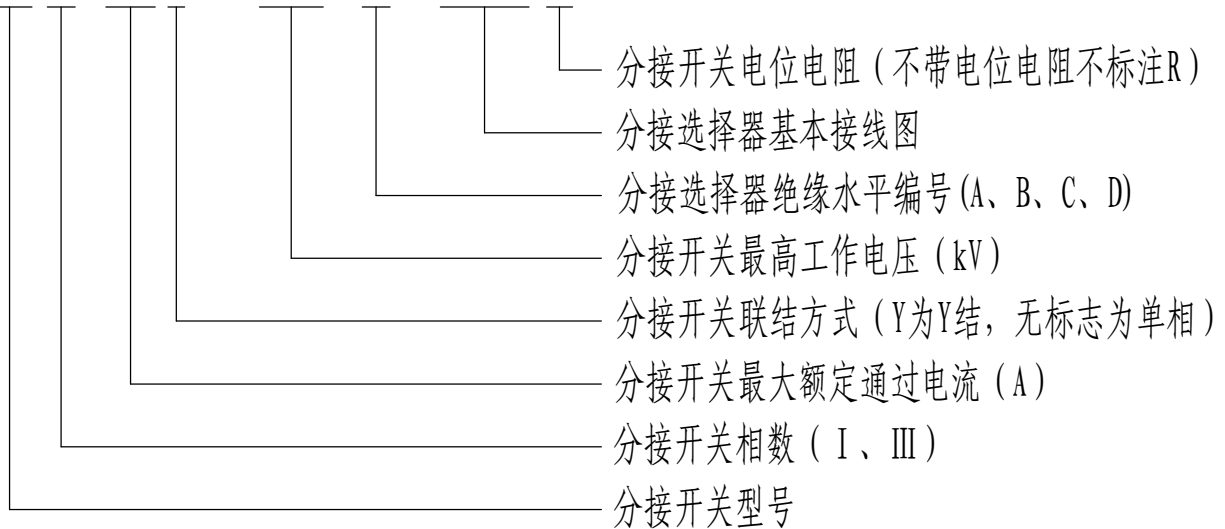 分接开关电位电阻（不带电位电阻不标注R）
分接选择器基本接线图
分接选择器绝缘水平编号(A、B、C、D)
分接开关最高工作电压（kV）
分接开关联结方式（Y为Y结，无标志为单相）
分接开关最大额定通过电流（A）
分接开关相数（Ⅰ、Ⅲ）
分接开关型号